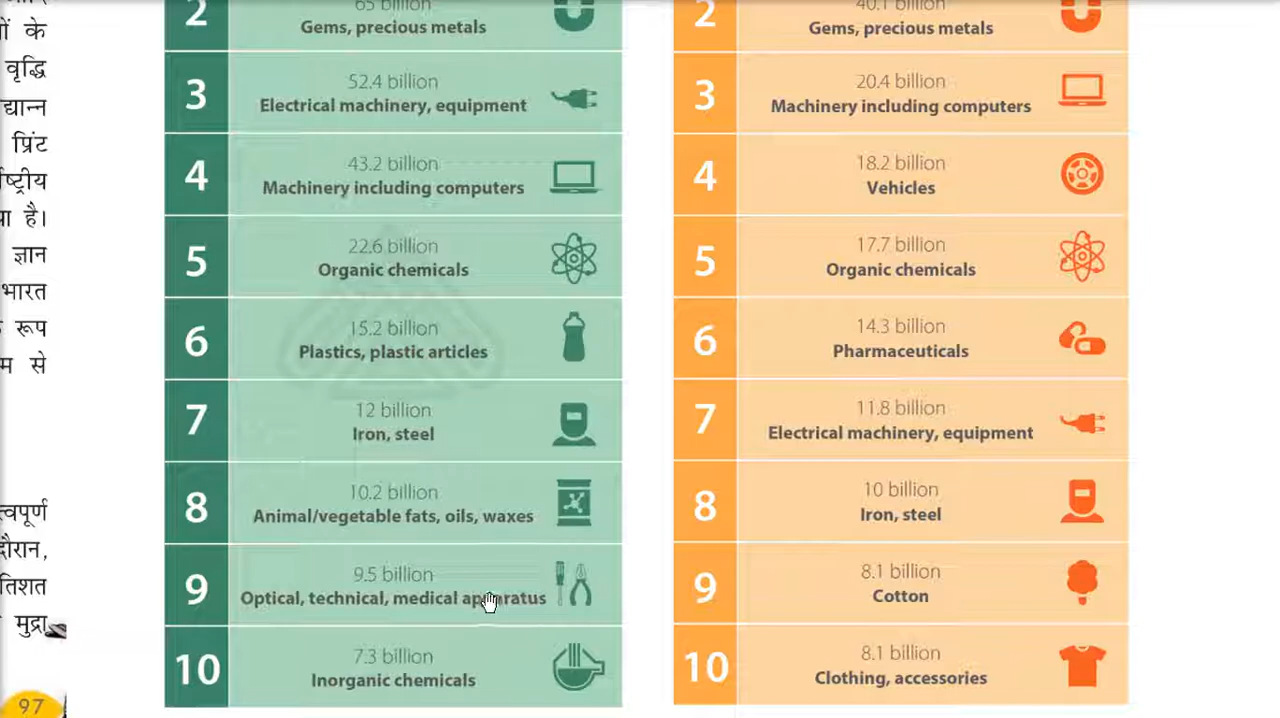 ों के
वृद्धि
द्यान्न
प्रिंट
र्राष्ट्रीय
या है।
ज्ञान
भारत
रूप
से
दौरान,
मुद्रा
97
2
65 billion
Gems, precious metals
3
52.4 billion
Electrical machinery, equipment
4
43.2 billion
Machinery including computers
5
22.6 billion
Organic chemicals
6
15.2 billion
Plastics, plastic articles
7
12 billion
Iron, steel
8
10.2 billion
Animal/vegetable fats, oils, waxes
9
9.5 billion
Optical, technical, medical apparatus
10
7.3 billion
Inorganic chemicals
2
40.1 billion
Gems, precious metals
3
20.4 billion
Machinery including computers
4
18.2 billion
Vehicles
5
17.7 billion
Organic chemicals
6
14.3 billion
Pharmaceuticals
7
11.8 billion
Electrical machinery, equipment
8
10 billion
Iron, steel
9
8.1 billion
Cotton
10
8.1 billion
Clothing, accessories